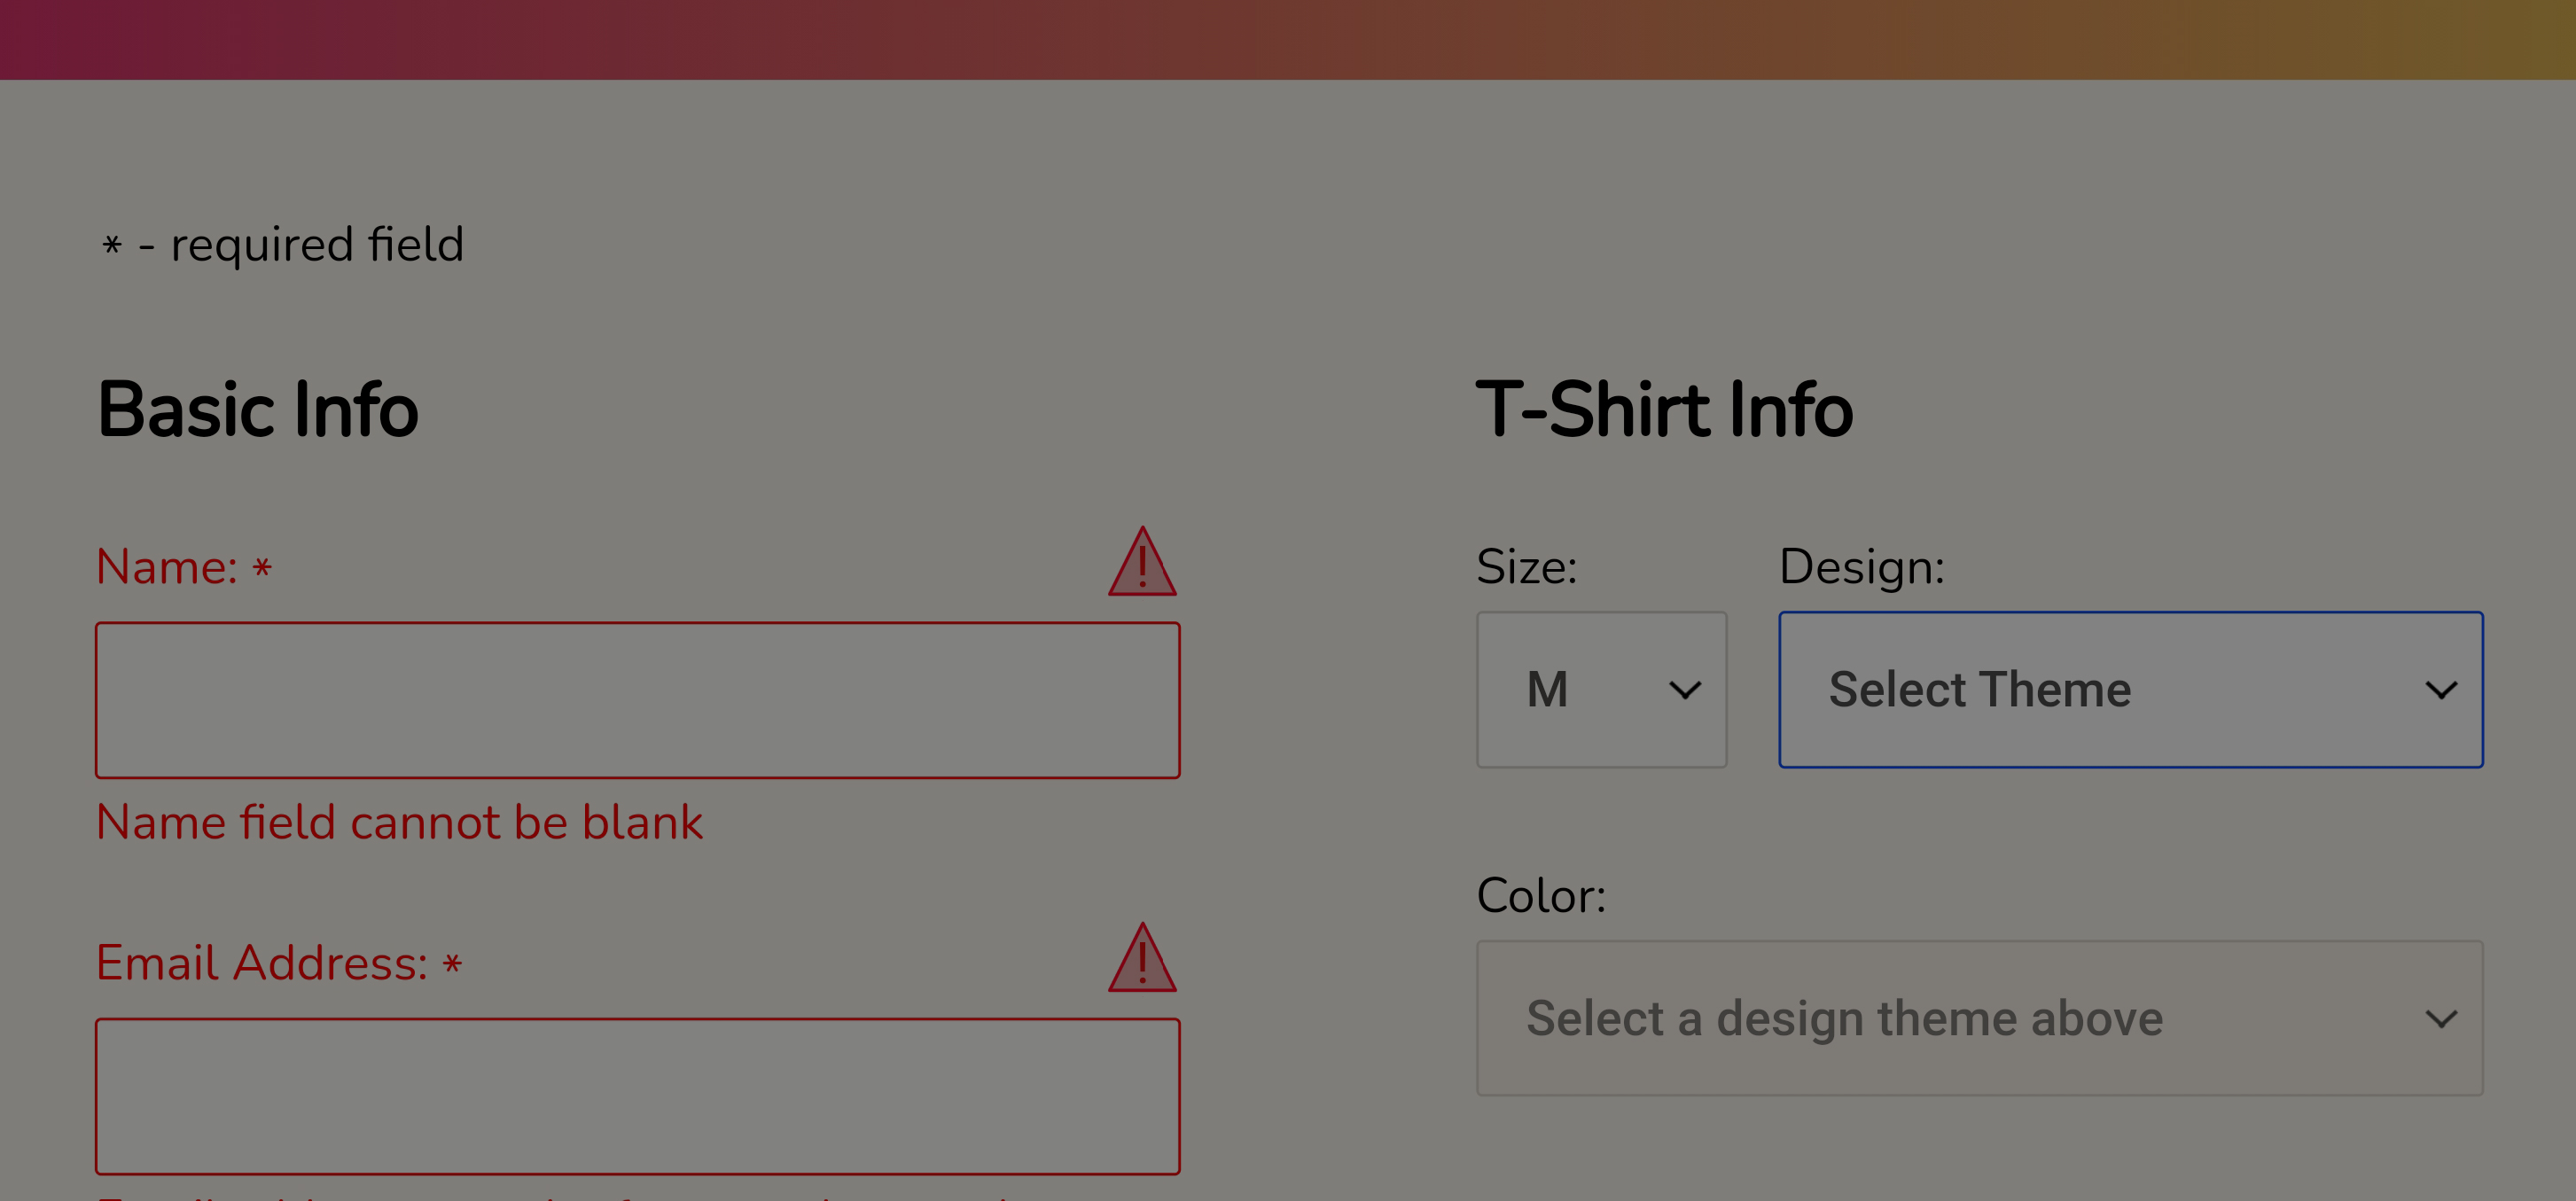 * - required field
Basic Info
Name: *
Name field cannot be blank
Email Address: *
T-Shirt Info
Size:
Design:
M
Select Theme
Color:
Select a design theme above